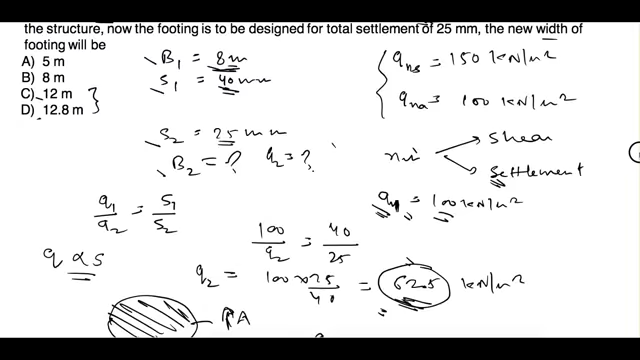 the structure, now the footing is to be designed for total settlement of 25 mm, the new width of
footing will be
A) 5 m
B) 8 m
C) 12 m
D) 12.8 m
B1 = 8m
S1 = 40mm
S2 = 25mm
B2 = ? q2 = ?
qns = 150 kN/m2
qna = 100 kN/m2
min
Shear
Settlement
q1/q2 = S1/S2
q α S
100/q2 = 40/25
q2 = 100×25/40 = 62.5 kN/m2
= 100 kN/m2
↑A